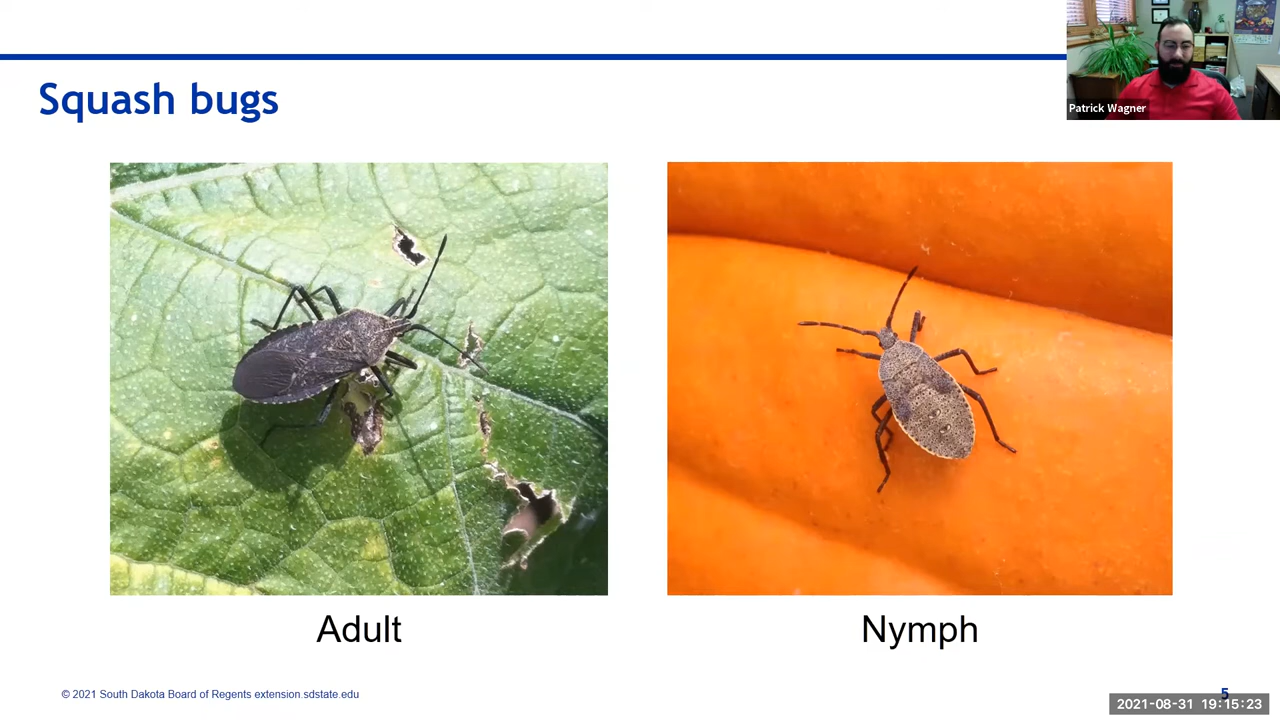 Squash bugs
Patrick Wagner
Adult
Nymph
© 2021 South Dakota Board of Regents extension.sdstate.edu
5
2021-08-31 19:15:23